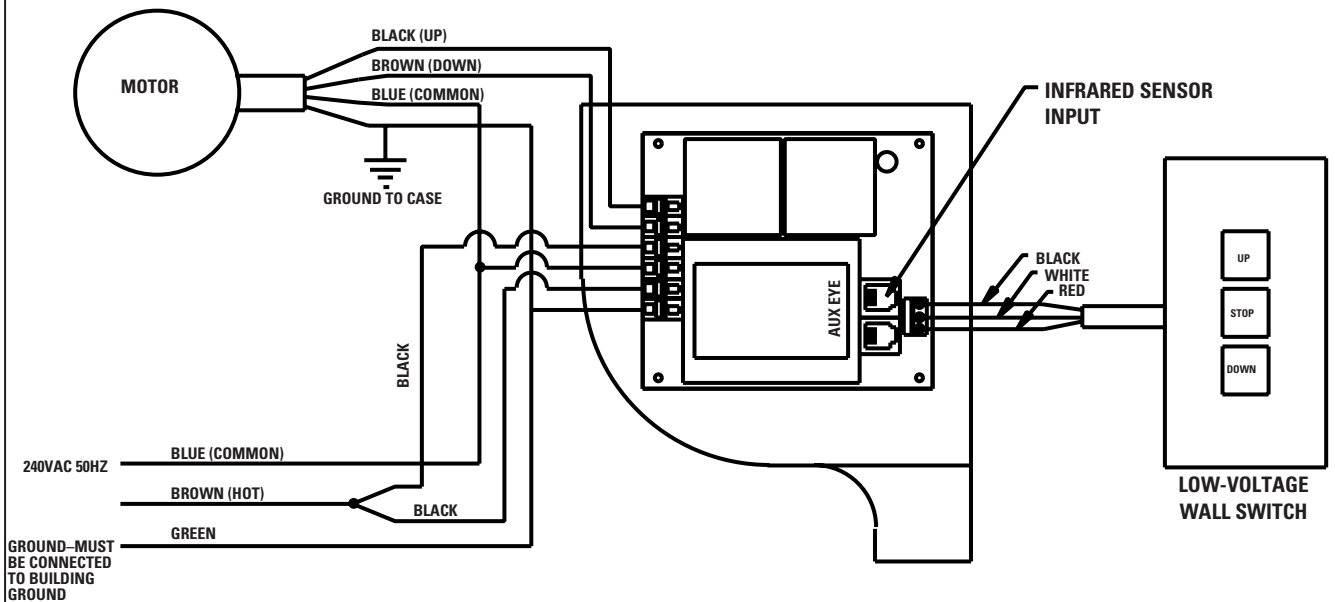 BLACK (UP)
BROWN (DOWN)
MOTOR
BLUE (COMMON)
GROUND TO CASE
INFRARED SENSOR
INPUT
AUX EYE
BLACK
WHITE
RED
UP
STOP
DOWN
LOW-VOLTAGE
WALL SWITCH
BLACK
240VAC 50HZ
BLUE (COMMON)
BROWN (HOT)
BLACK
GREEN
GROUND–MUST
BE CONNECTED
TO BUILDING
GROUND